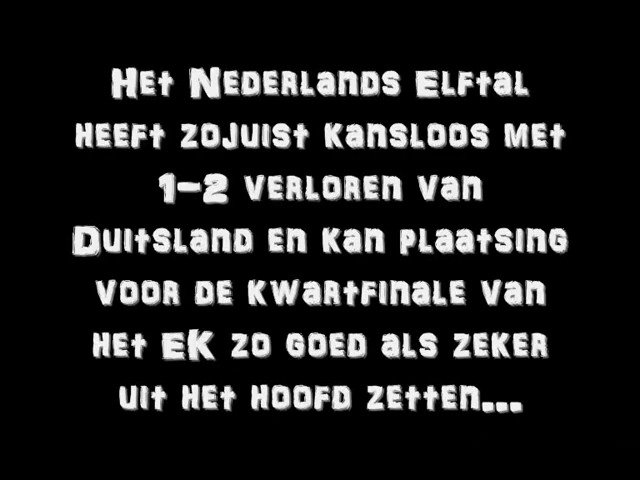 Het Nederlands Elftal
heeft zojuist kansloos met
1-2 verloren van
Duitsland en kan plaatsing
voor de kwartfinale van
het EK zo goed als zeker
uit het hoofd zetten...